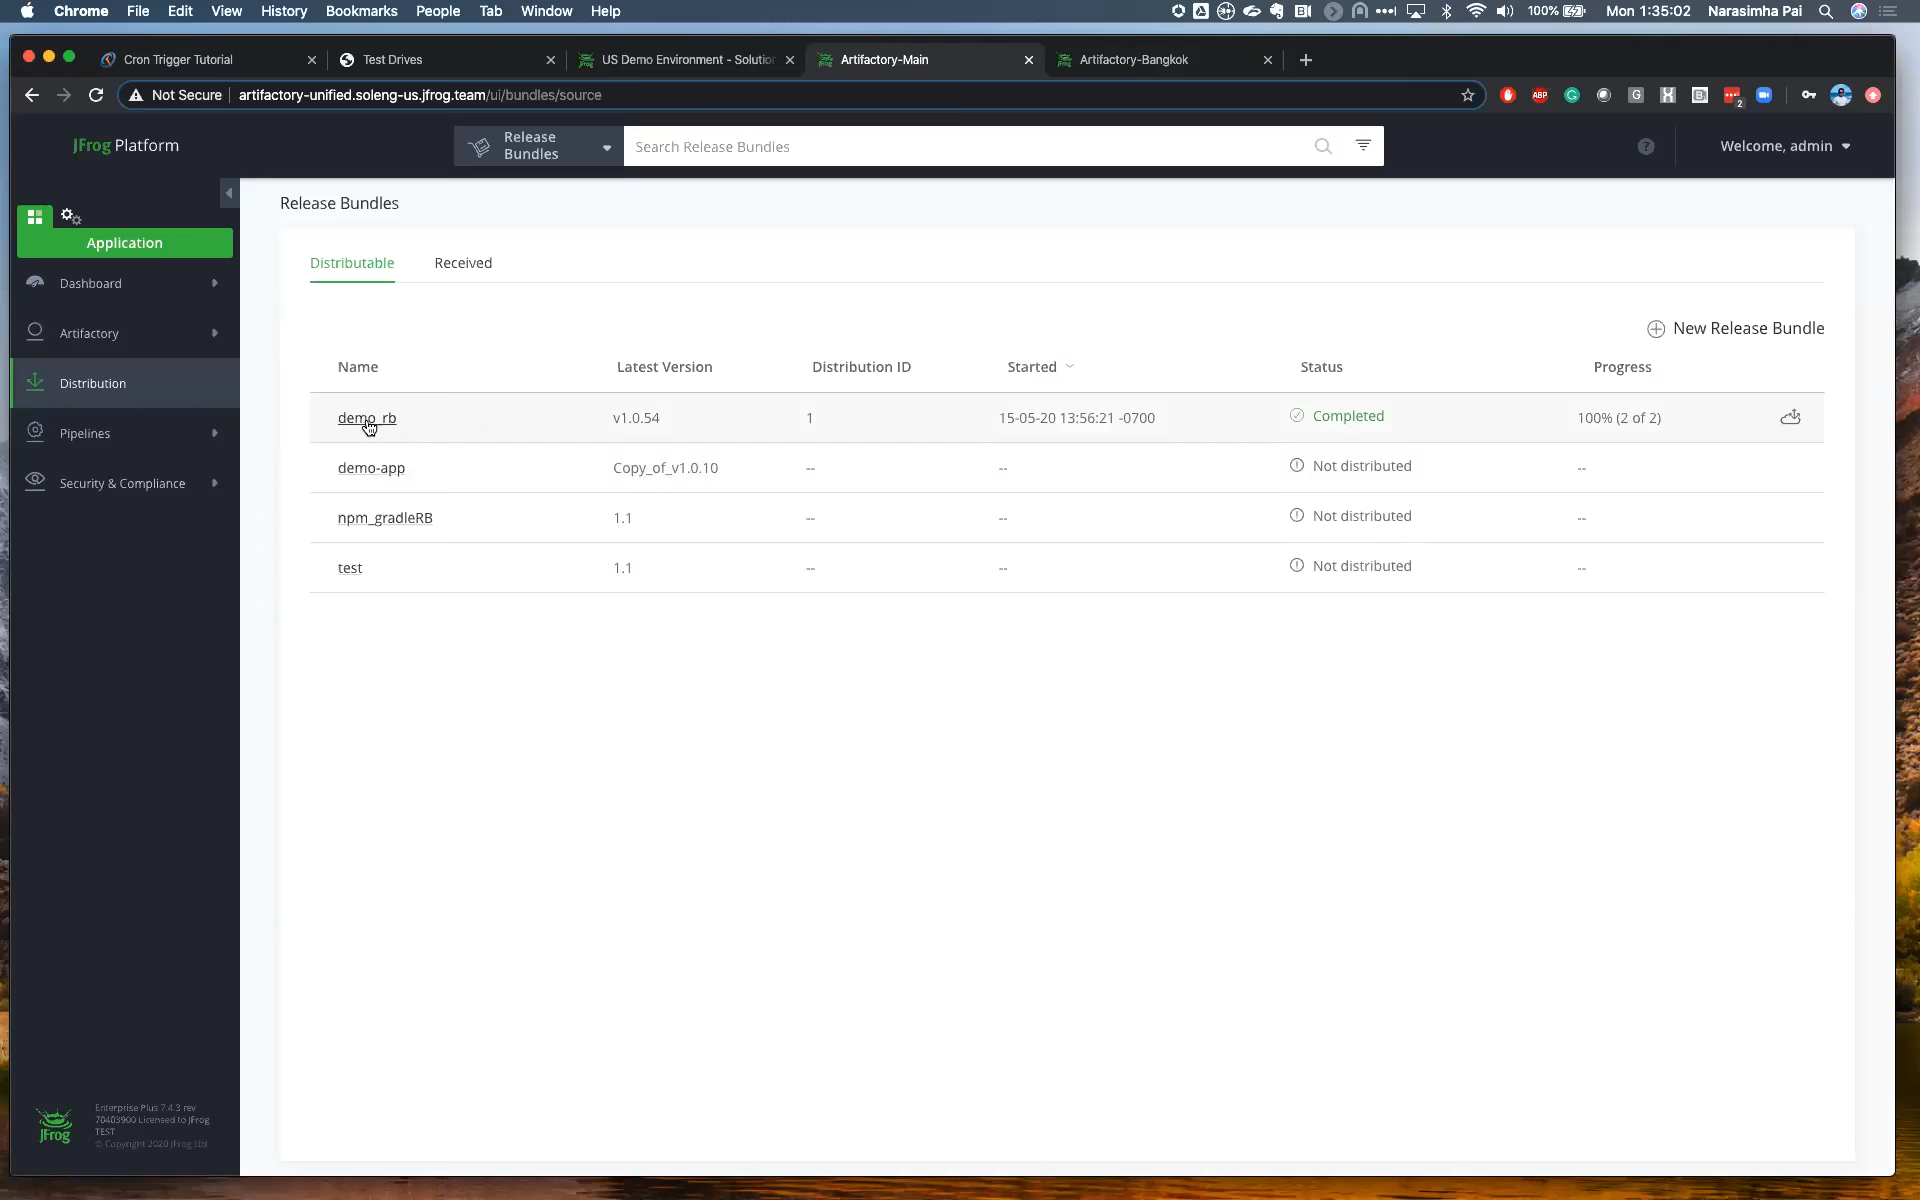 Chrome File Edit View History Bookmarks People Tab Window Help 100% Mon 1:35:02 Narasimha Pai
Cron Trigger Tutorial Test Drives US Demo Environment - Solution Artifactory-Main Artifactory-Bangkok
Not Secure artifactory-unified.soleng-us.jfrog.team/ui/bundles/source
JFrog Platform
Release Bundles
Search Release Bundles
Welcome, admin
Release Bundles
Application
Distributable Received
Dashboard
Artifactory
Distribution
Pipelines
Security & Compliance
New Release Bundle
Name Latest Version Distribution ID Started Status Progress
demo_rb v1.0.54 1 15-05-20 13:56:21 -0700 Completed 100% (2 of 2)
demo-app Copy_of_v1.0.10 -- -- Not distributed --
npm_gradleRB 1.1 -- -- Not distributed --
test 1.1 -- -- Not distributed --
JFrog
Enterprise Plus 7.4.3 rev
70403900 Licensed to JFrog
TEST
© Copyright 2020 JFrog Ltd